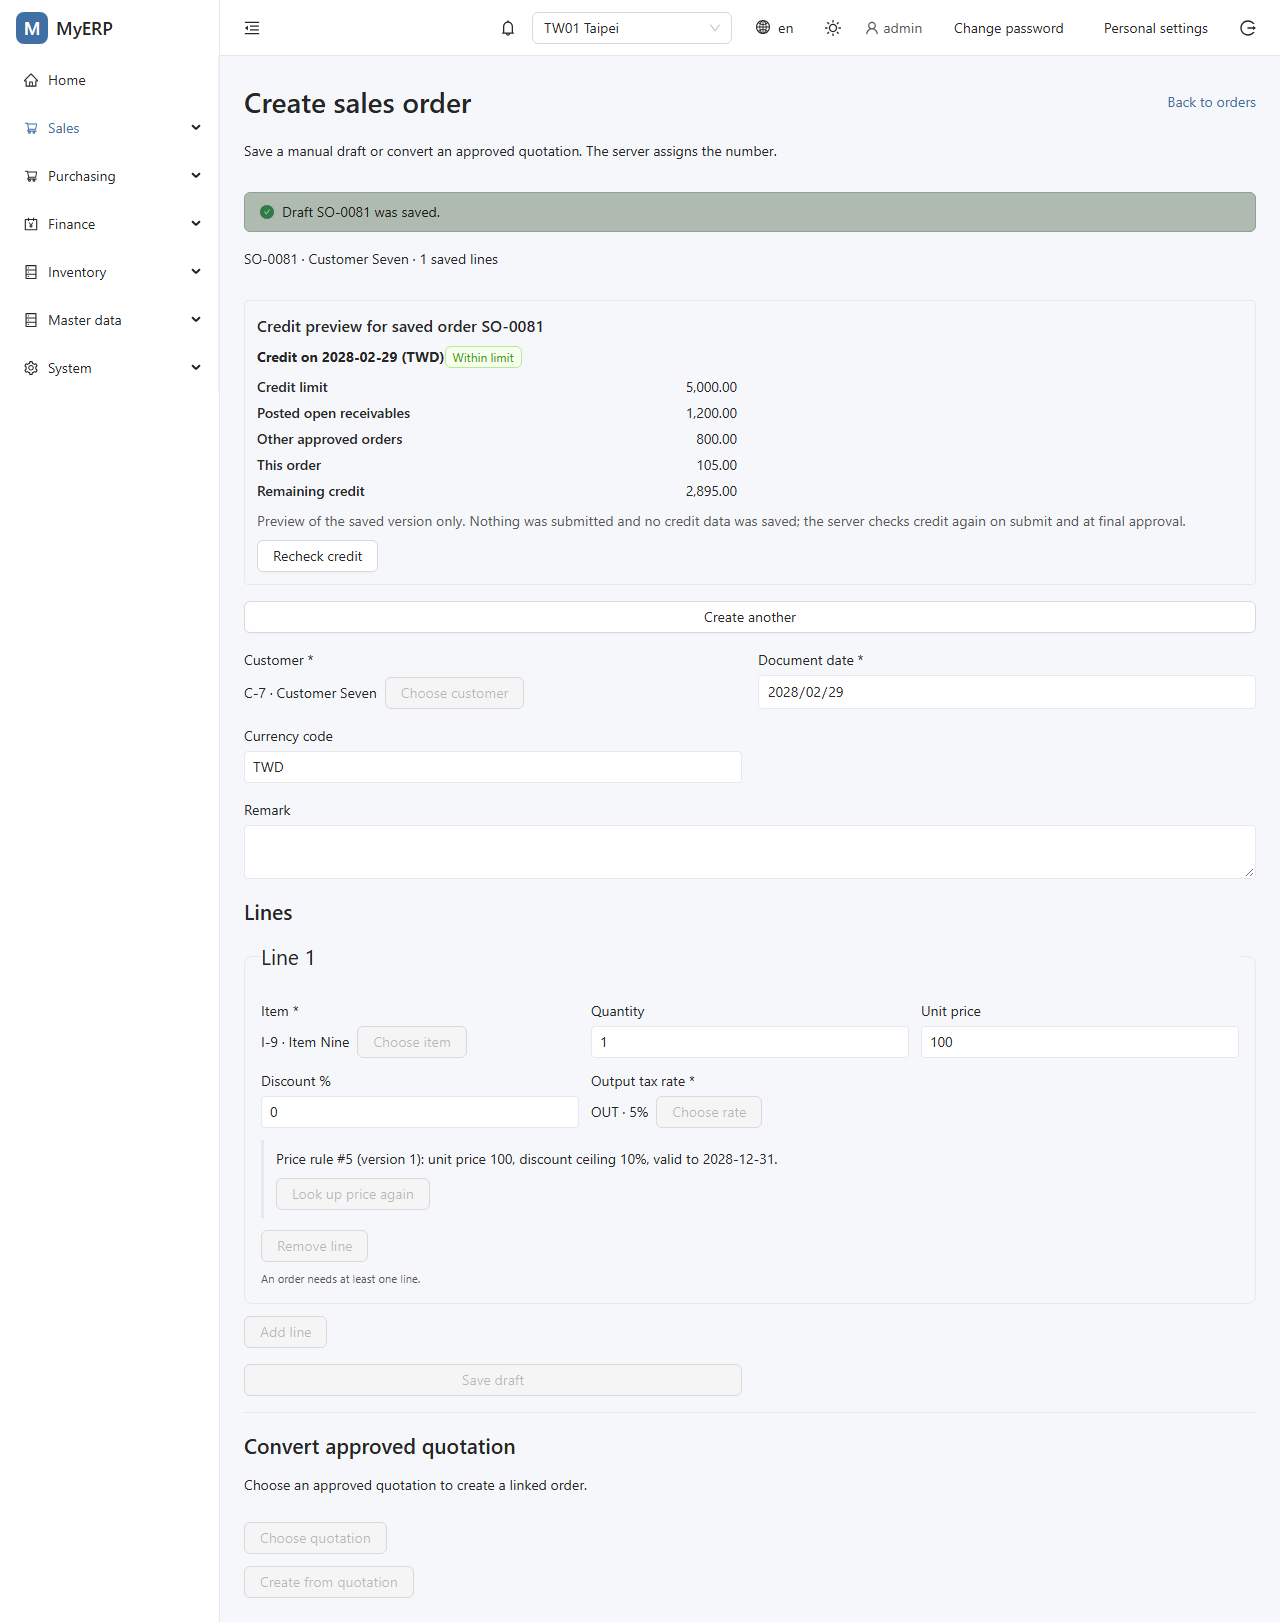 M MyERP
TW01 Taipei
en
admin
Change password
Personal settings
Home
Sales
Purchasing
Finance
Inventory
Master data
System
Create sales order
Back to orders
Save a manual draft or convert an approved quotation. The server assigns the number.
Draft SO-0081 was saved.
SO-0081 · Customer Seven · 1 saved lines
Credit preview for saved order SO-0081
Credit on 2028-02-29 (TWD) Within limit
Credit limit 5,000.00
Posted open receivables 1,200.00
Other approved orders 800.00
This order 105.00
Remaining credit 2,895.00
Preview of the saved version only. Nothing was submitted and no credit data was saved; the server checks credit again on submit and at final approval.
Recheck credit
Create another
Customer *
C-7 · Customer Seven Choose customer
Document date *
2028/02/29
Currency code
TWD
Remark
Lines
Line 1
Item *
I-9 · Item Nine Choose item
Quantity
1
Unit price
100
Discount %
0
Output tax rate *
OUT · 5% Choose rate
Price rule #5 (version 1): unit price 100, discount ceiling 10%, valid to 2028-12-31.
Look up price again
Remove line
An order needs at least one line.
Add line
Save draft
Convert approved quotation
Choose an approved quotation to create a linked order.
Choose quotation
Create from quotation